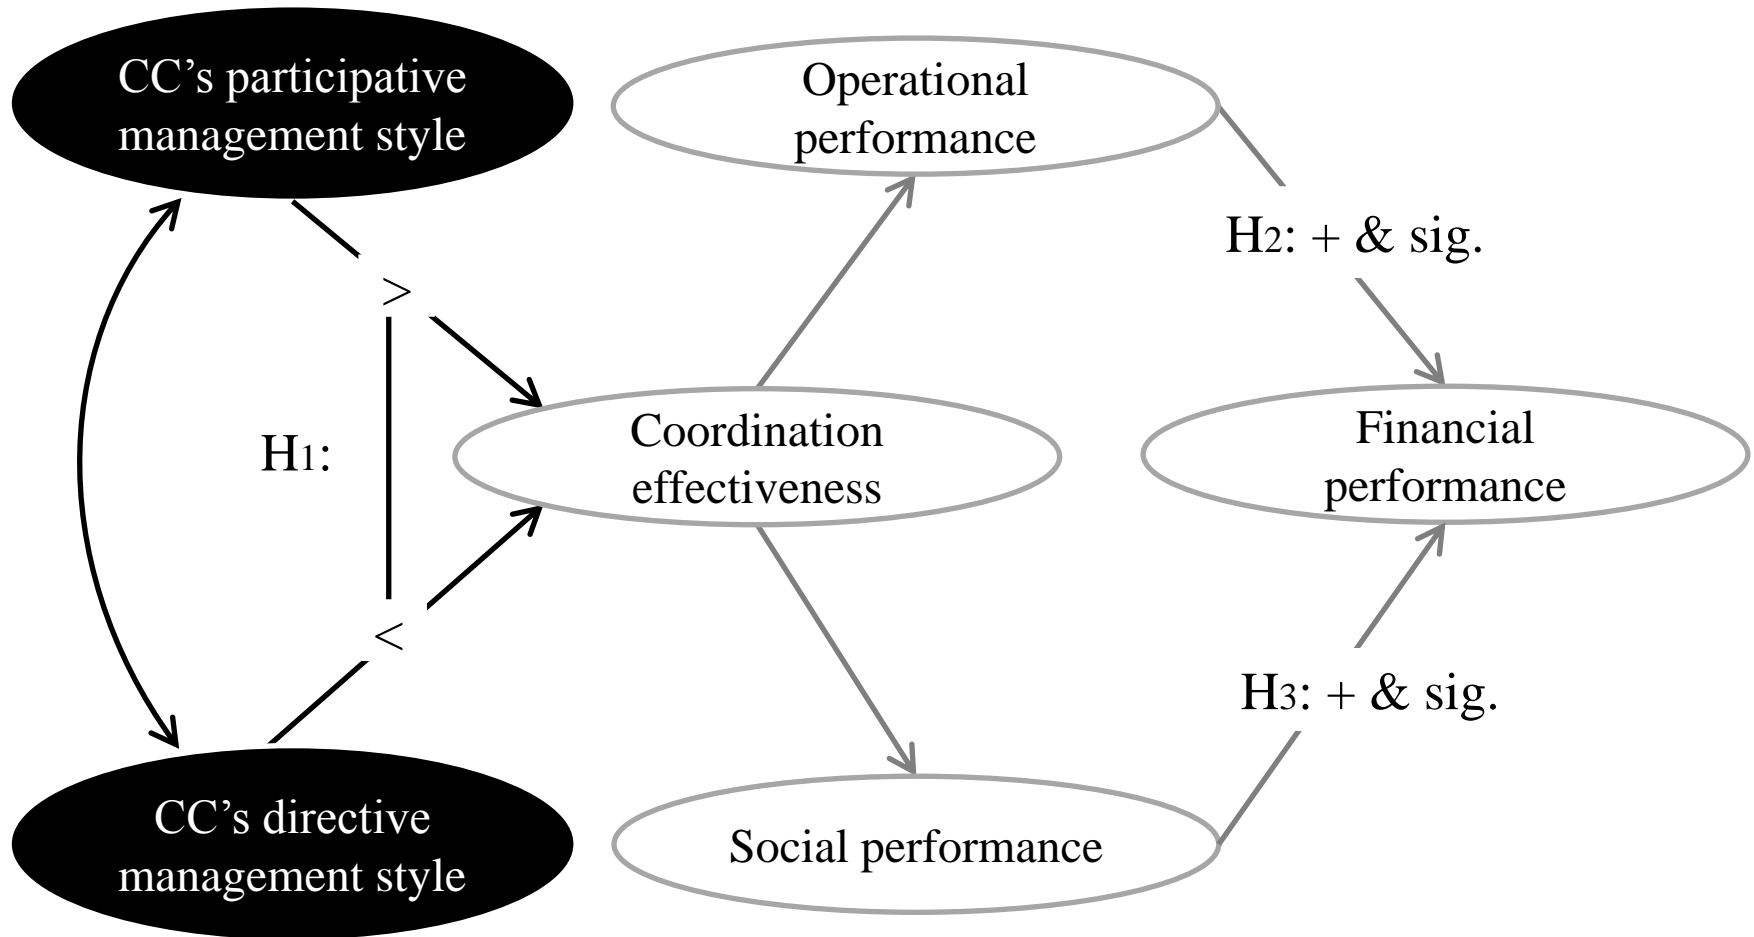 CC’s participative
management style
Operational
performance
H2: + & sig.
>
H1:
Coordination
effectiveness
Financial
performance
<
H3: + & sig.
CC’s directive
management style
Social performance